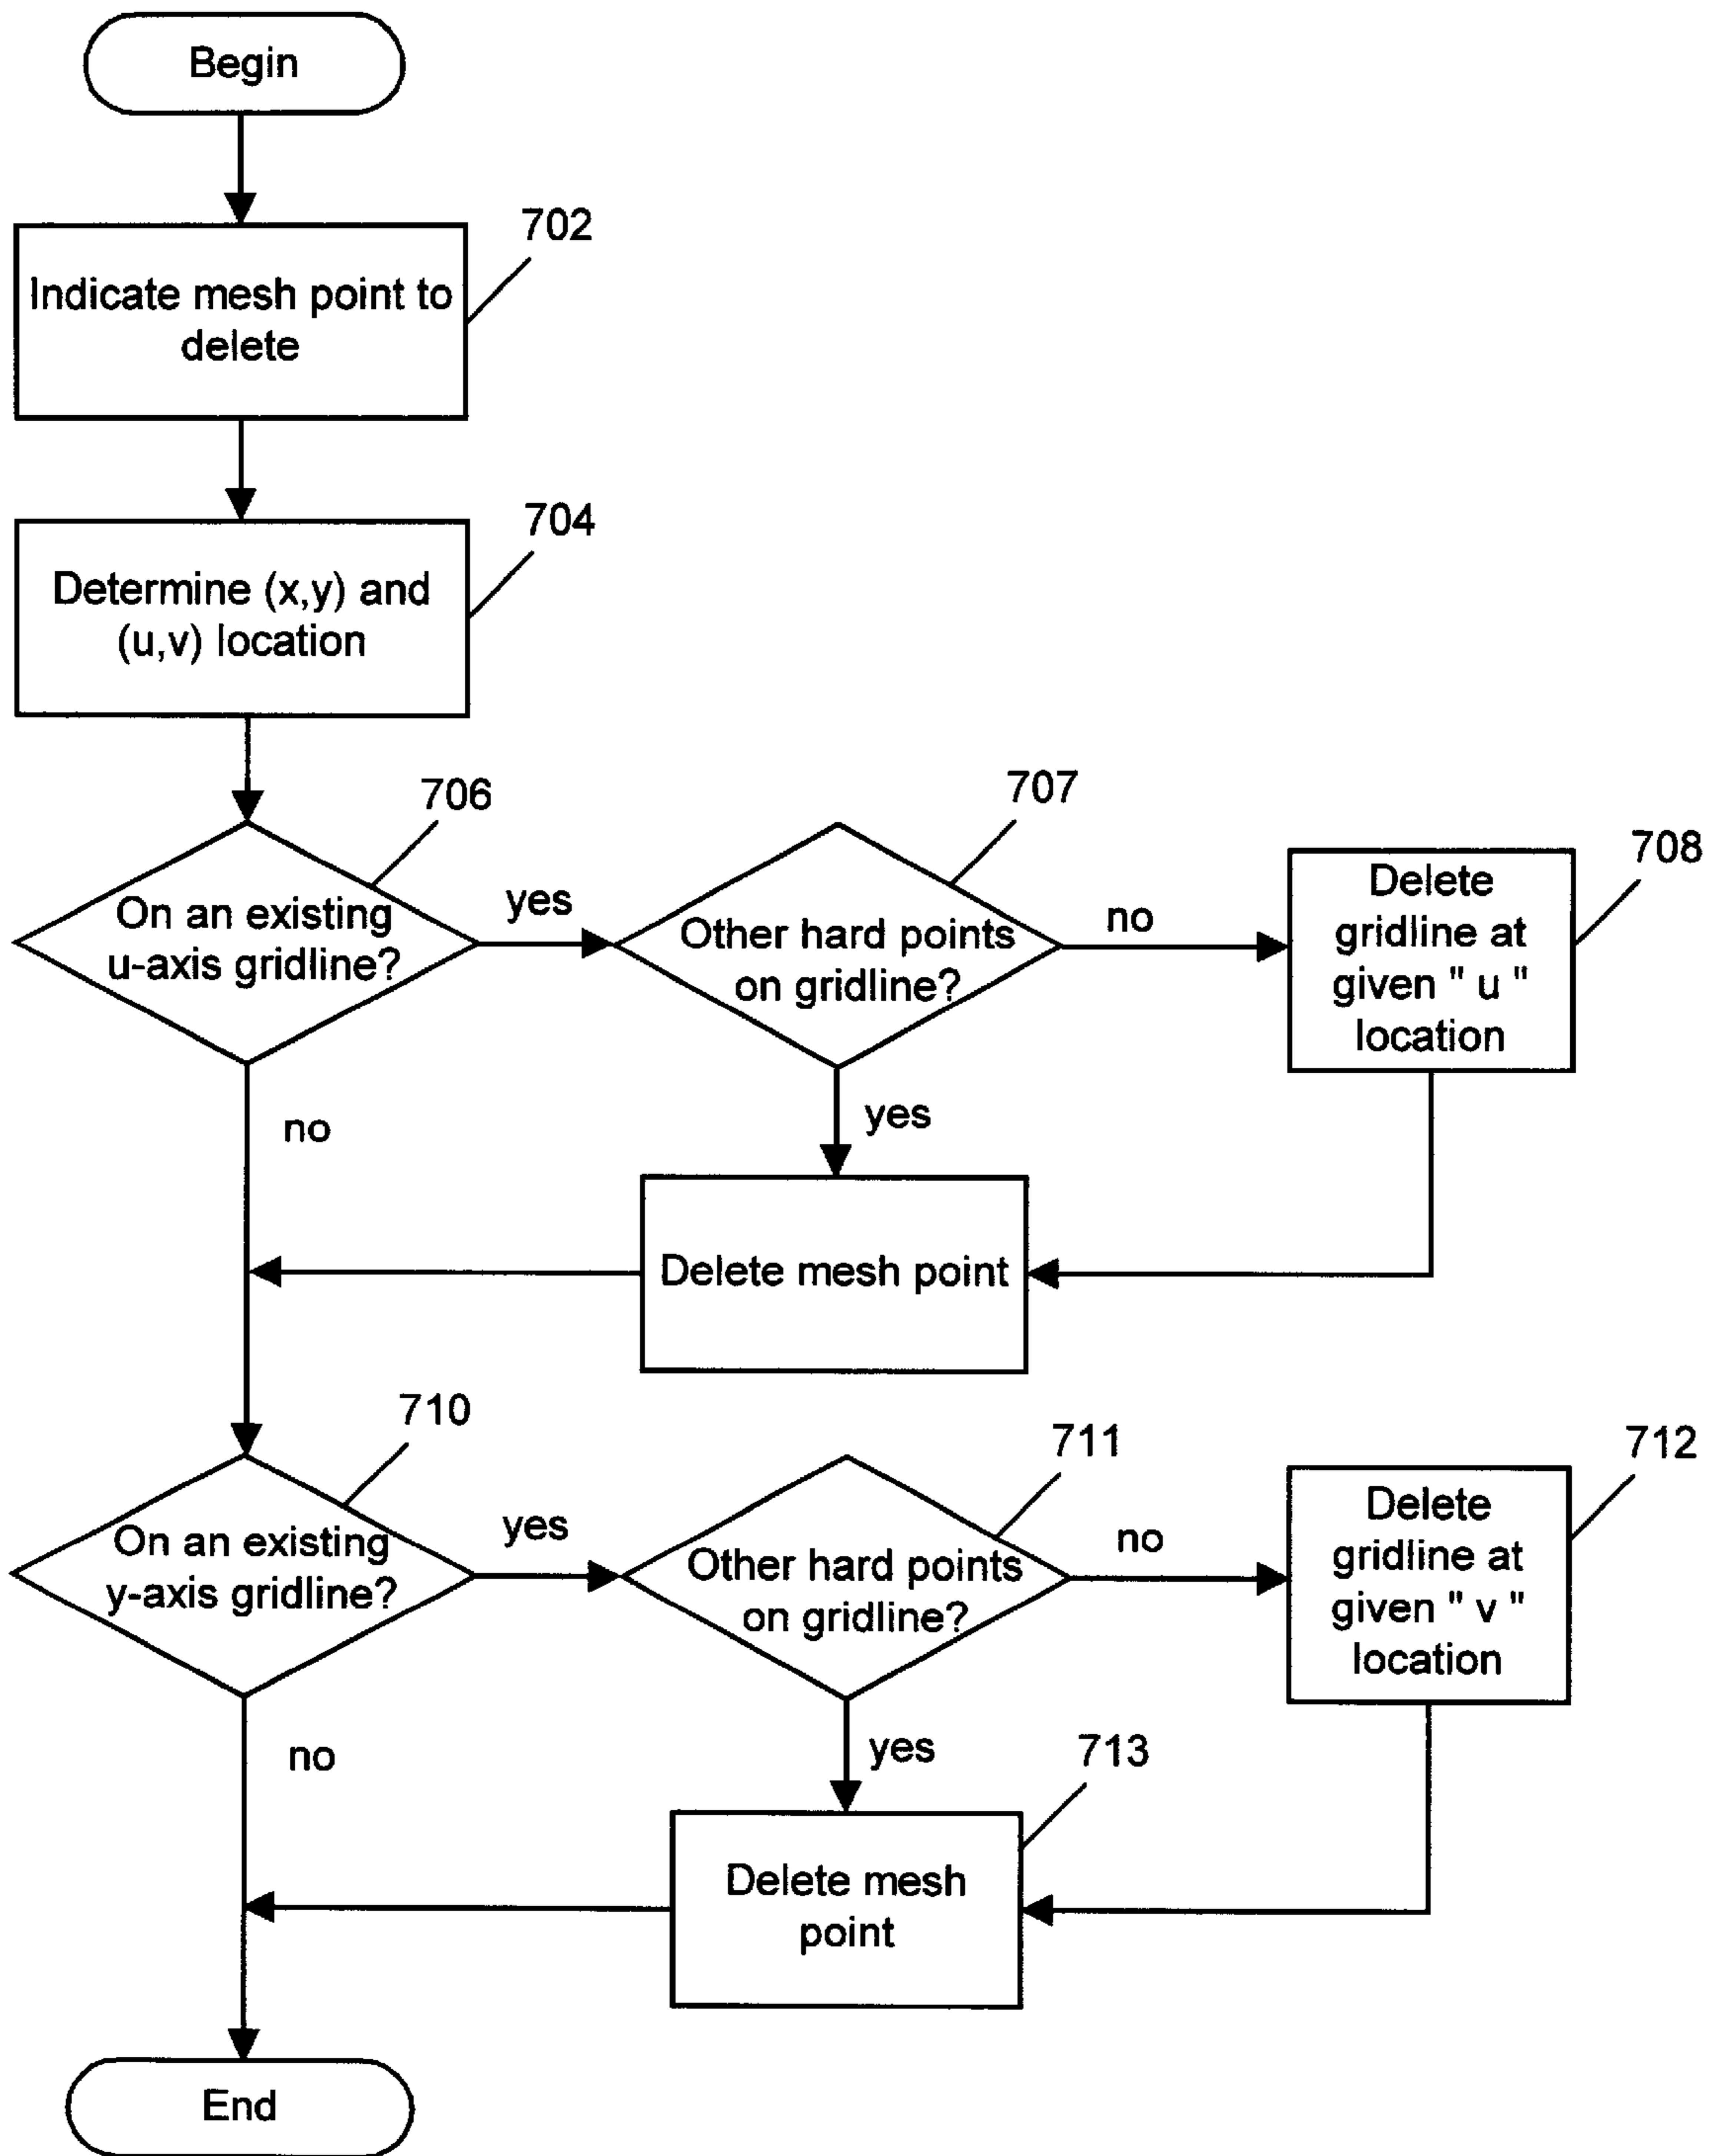 Begin
702
Indicate mesh point to
delete
704
Determine (x,y) and
(u,v) location
706
On an existing
u-axis gridline?
yes
707
Other hard points
on gridline?
no
708
Delete
gridline at
given " u "
location
no
yes
Delete mesh point
710
On an existing
y-axis gridline?
yes
711
Other hard points
on gridline?
no
712
Delete
gridline at
given " v "
location
no
yes
713
Delete mesh
point
End